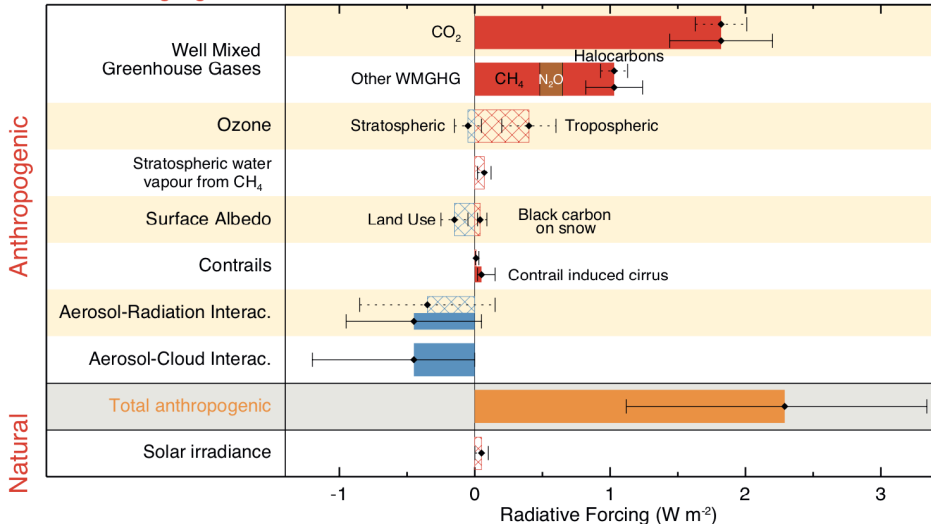 Anthropogenic
Natural
Well Mixed
Greenhouse Gases
CO2
Other WMGHG
CH4
N2O
Halocarbons
Ozone
Stratospheric
Tropospheric
Stratospheric water
vapour from CH4
Surface Albedo
Land Use
Black carbon
on snow
Contrails
Contrail induced cirrus
Aerosol-Radiation Interac.
Aerosol-Cloud Interac.
Total anthropogenic
Solar irradiance
-1 0 1 2 3
Radiative Forcing (W m-2)